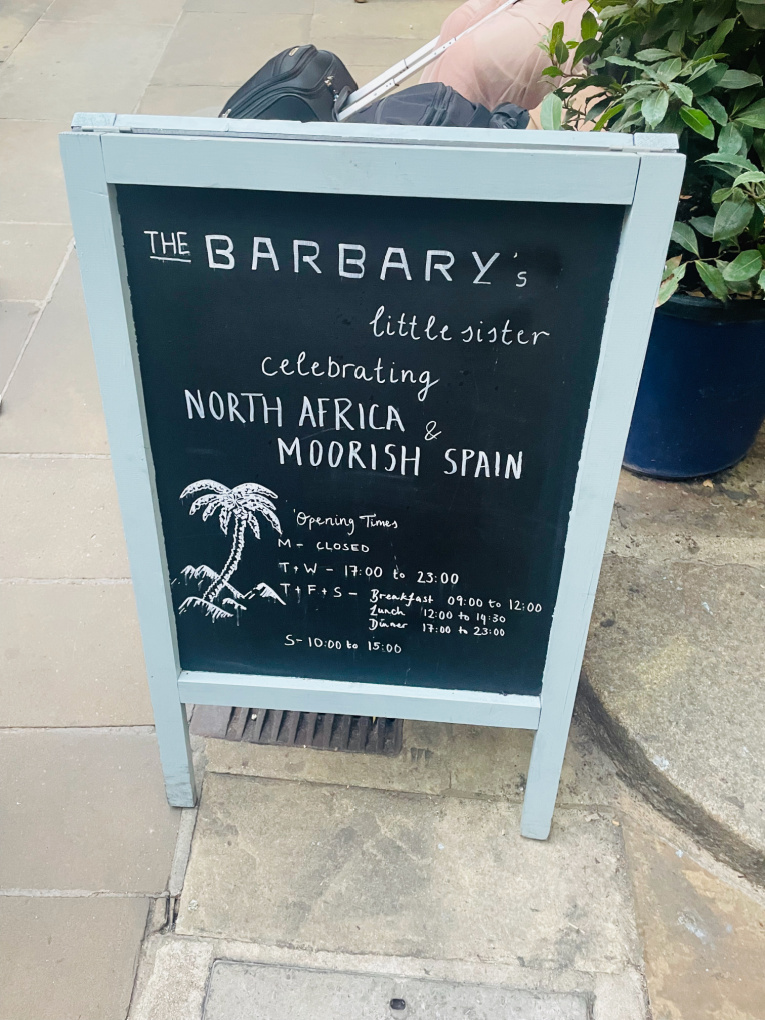 THE BARBARY's
little sister
celebrating
NORTH AFRICA &
MOORISH SPAIN
Opening Times
M - CLOSED
T + W - 17:00 to 23:00
T + F + S - Breakfast 09:00 to 12:00
Lunch 12:00 to 14:30
Dinner 17:00 to 23:00
S - 10:00 to 15:00